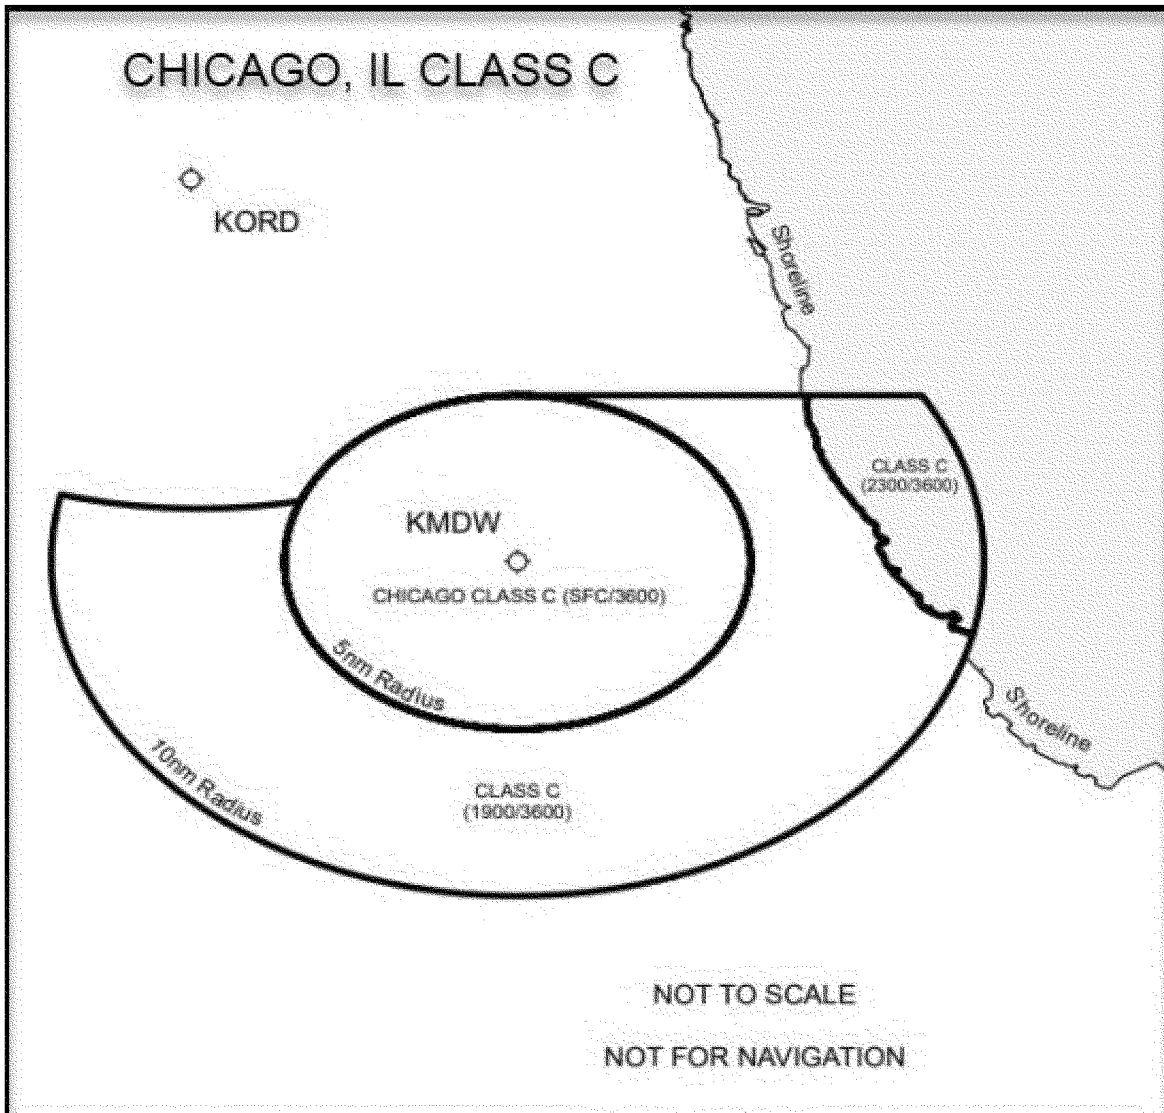 CHICAGO, IL CLASS C
KORD
Shoreline
CLASS C
(2300/3600)
KMDW
CHICAGO CLASS C (SFC/3600)
5nm Radius
Shoreline
10nm Radius
CLASS C
(1900/3600)
NOT TO SCALE
NOT FOR NAVIGATION